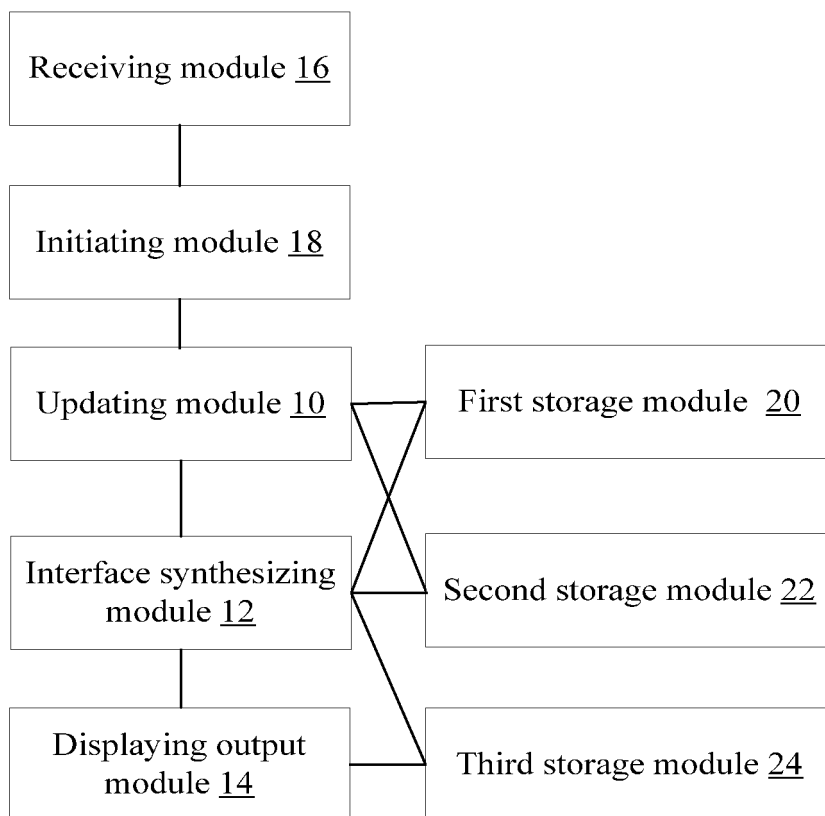 Receiving module 16
Initiating module 18
Updating module 10
First storage module 20
Interface synthesizing
module 12
Second storage module 22
Displaying output
module 14
Third storage module 24